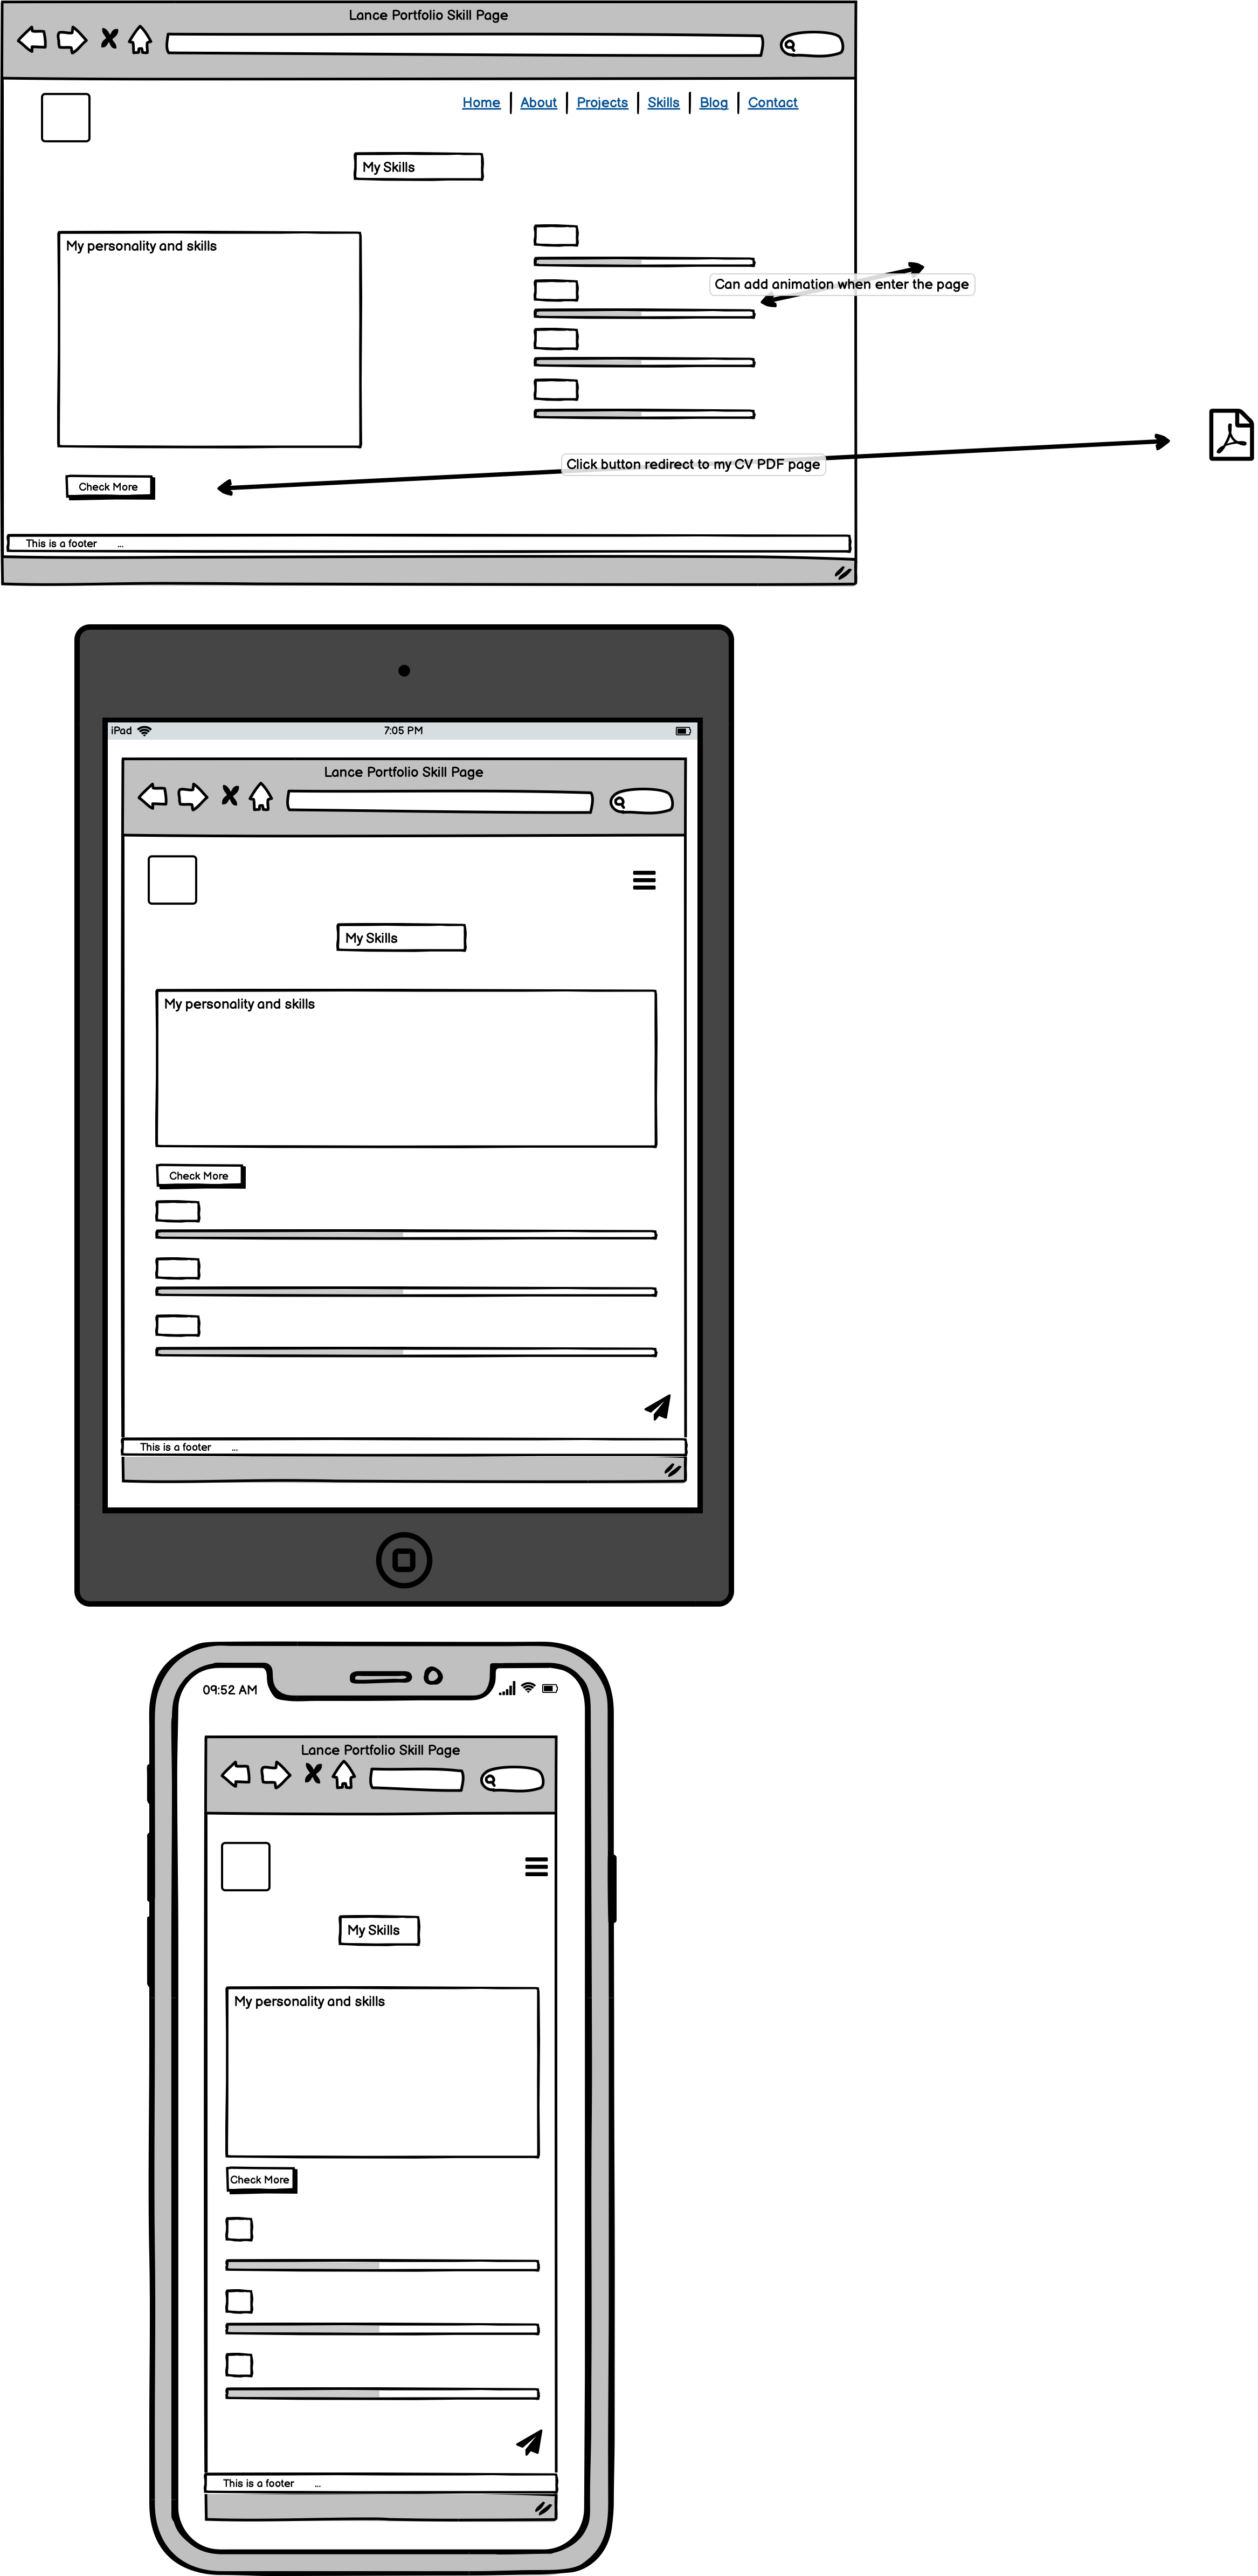 Lance Portfolio Skill Page
Home About Projects Skills Blog Contact
My Skills
My personality and skills
Can add animation when enter the page
Click button redirect to my CV PDF page
Check More
This is a footer ...
iPad 7:05 PM
Lance Portfolio Skill Page
My Skills
My personality and skills
Check More
This is a footer ...
09:52 AM
Lance Portfolio Skill Page
My Skills
My personality and skills
Check More
This is a footer ...